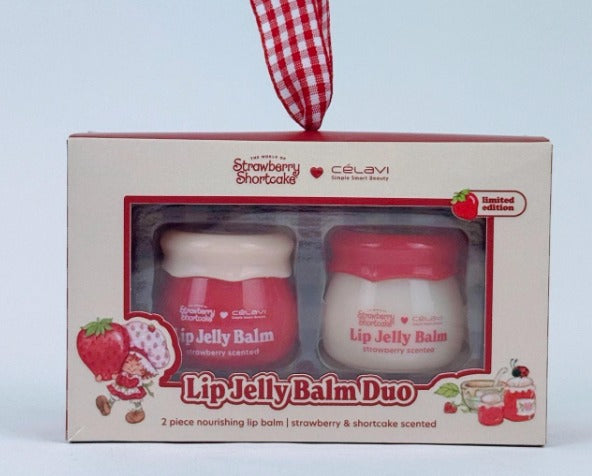 THE WORLD OF
Strawberry Shortcake
CÉLAVI
Simple Smart Beauty
limited edition
Strawberry Shortcake
CÉLAVI
Lip Jelly Balm
strawberry scented
Strawberry Shortcake
CÉLAVI
Lip Jelly Balm
strawberry scented
Lip Jelly Balm Duo
2 piece nourishing lip balm | strawberry & shortcake scented